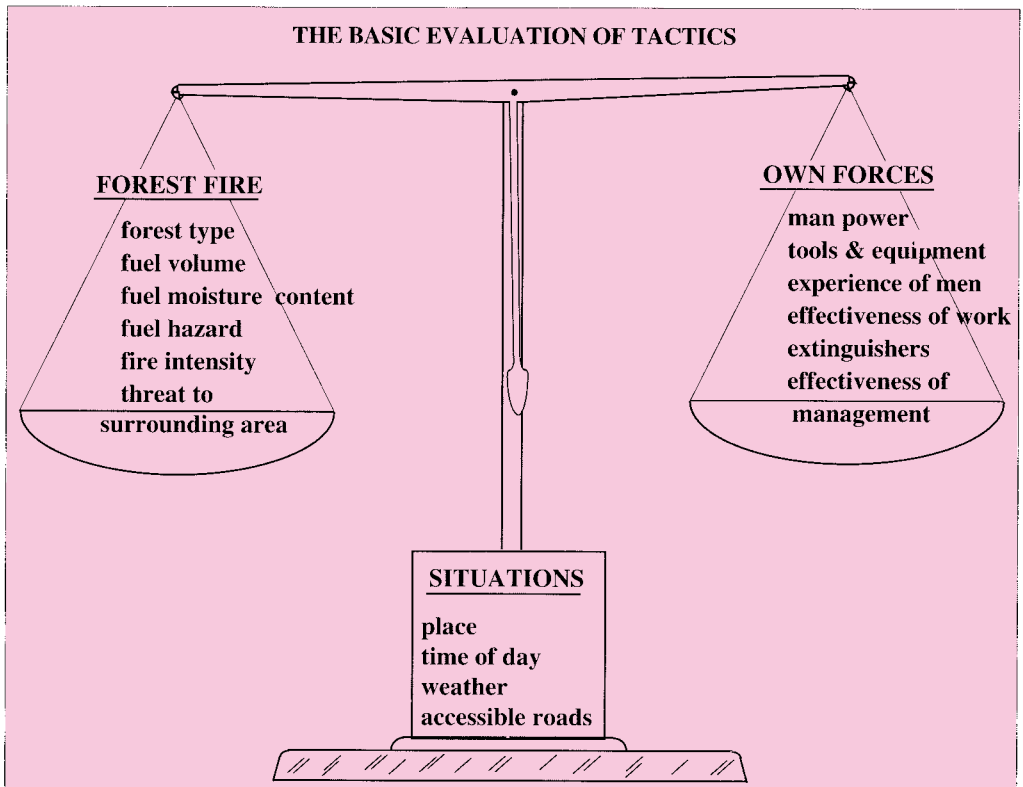 THE BASIC EVALUATION OF TACTICS
FOREST FIRE
forest type
fuel volume
fuel moisture content
fuel hazard
fire intensity
threat to
surrounding area
OWN FORCES
man power
tools & equipment
experience of men
effectiveness of work
extinguishers
effectiveness of
management
SITUATIONS
place
time of day
weather
accessible roads